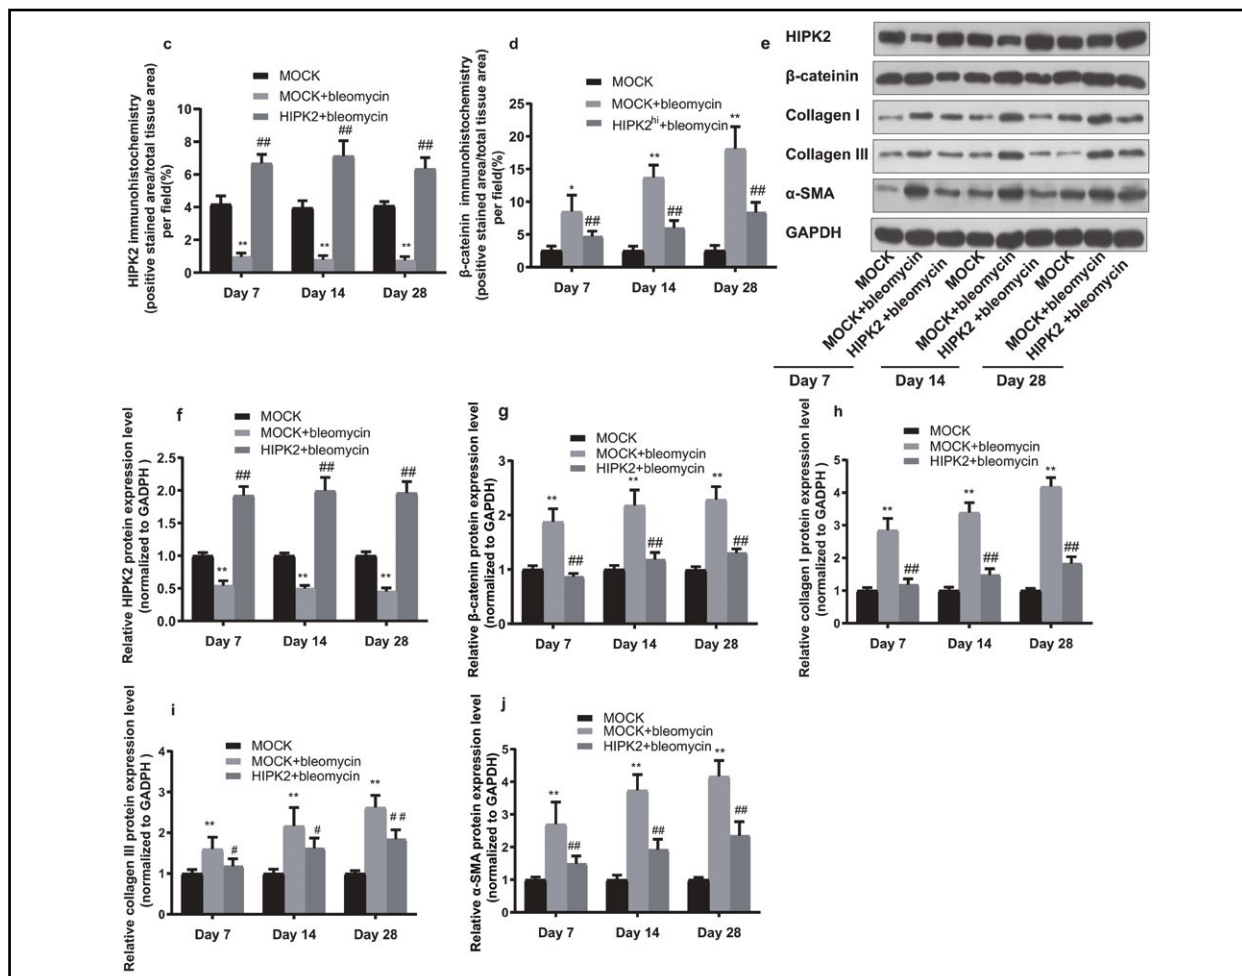 c
MOCK
MOCK+bleomycin
HIPK2+bleomycin
HIPK2 immunohistochemistry
(positive stained area/total tissue area)
per field(%)
8
6
4
2
0
##
##
##
**
**
**
Day 7
Day 14
Day 28
d
MOCK
MOCK+bleomycin
HIPK2hi+bleomycin
β-cateinin immunohistochemistry
(positive stained area/total tissue area)
per field(%)
25
20
15
10
5
0
*
##
**
##
**
##
Day 7
Day 14
Day 28
e
HIPK2
β-cateinin
Collagen I
Collagen III
α-SMA
GAPDH
MOCK
MOCK+bleomycin
HIPK2 +bleomycin
MOCK
MOCK+bleomycin
HIPK2 +bleomycin
MOCK
MOCK+bleomycin
HIPK2 +bleomycin
Day 7
Day 14
Day 28
f
MOCK
MOCK+bleomycin
HIPK2+bleomycin
Relative HIPK2 protein expression level
(normalized to GADPH )
2.5
2.0
1.5
1.0
0.5
0.0
**
##
**
##
**
##
Day 7
Day 14
Day 28
g
MOCK
MOCK+bleomycin
HIPK2+bleomycin
Relative β-catenin protein expression level
(normalized to GAPDH)
3
2
1
0
**
##
**
##
**
##
Day 7
Day 14
Day 28
h
MOCK
MOCK+bleomycin
HIPK2+bleomycin
Relative collagen I protein expression level
(normalized to GADPH )
5
4
3
2
1
0
**
##
**
##
**
##
Day 7
Day 14
Day 28
i
MOCK
MOCK+bleomycin
HIPK2+bleomycin
Relative collagen III protein expression level
(normalized to GADPH )
4
3
2
1
0
**
#
**
#
**
# #
Day 7
Day 14
Day 28
j
MOCK
MOCK+bleomycin
HIPK2+bleomycin
Relative α-SMA protein expression level
(normalized to GAPDH)
5
4
3
2
1
0
**
##
**
##
**
##
Day 7
Day 14
Day 28